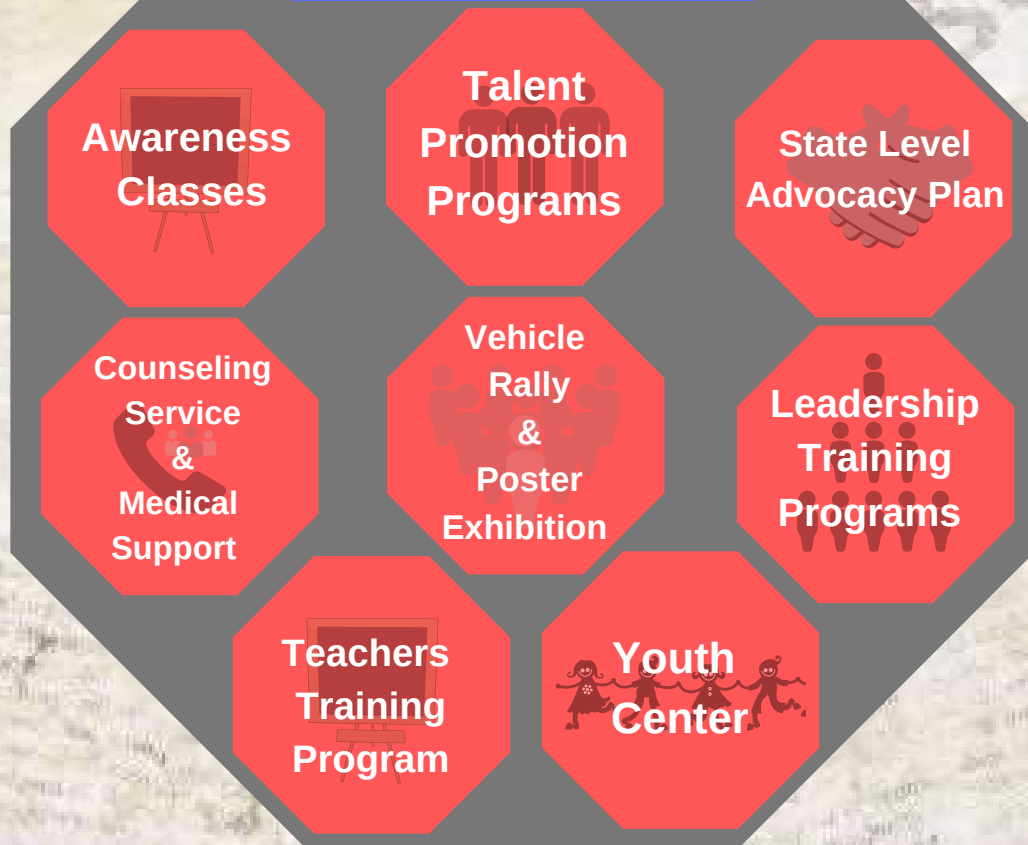 Awareness
Classes
Talent
Promotion
Programs
State Level
Advocacy Plan
Counseling
Service
&
Medical
Support
Vehicle
Rally
&
Poster
Exhibition
Leadership
Training
Programs
Teachers
Training
Program
Youth
Center